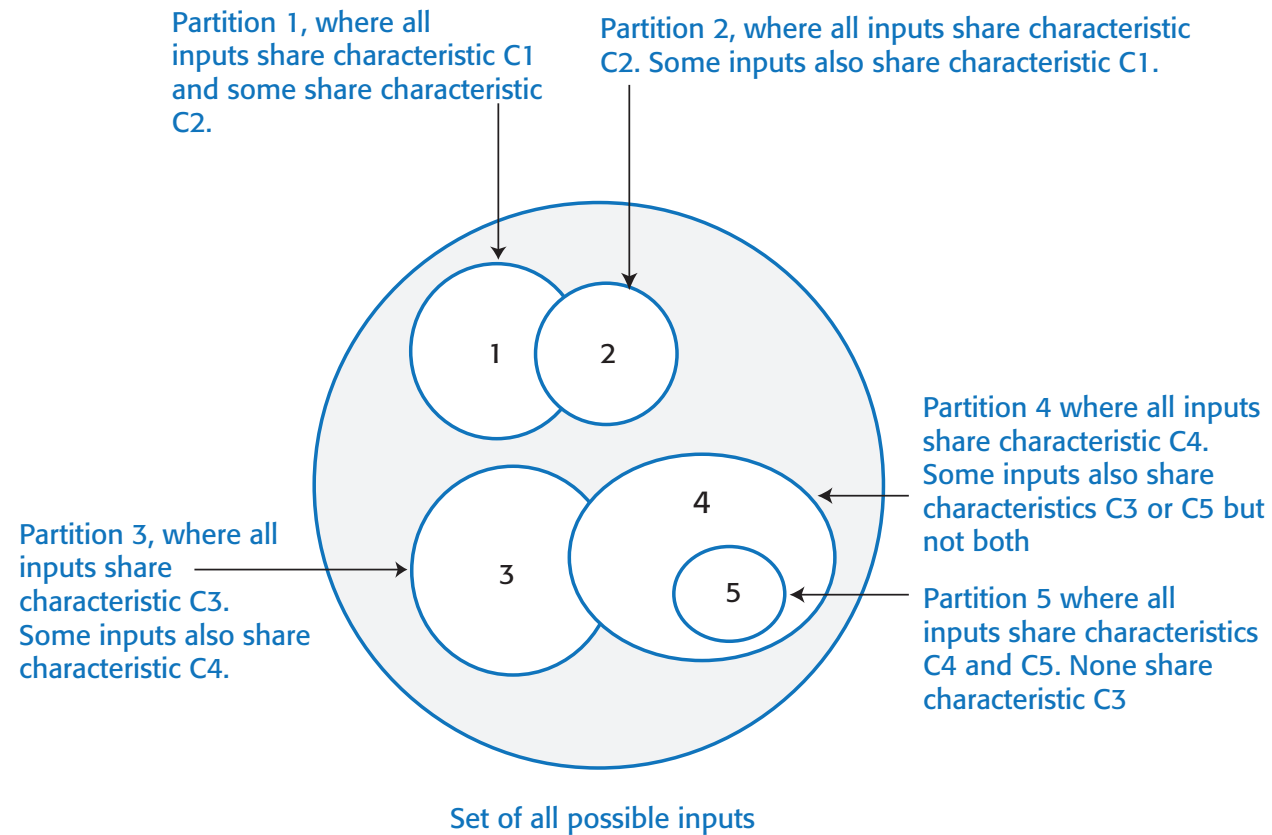 Partition 1, where all
inputs share characteristic C1
and some share characteristic
C2.
Partition 2, where all inputs share characteristic
C2. Some inputs also share characteristic C1.
1
2
Partition 4 where all inputs
share characteristic C4.
Some inputs also share
characteristics C3 or C5 but
not both
4
Partition 3, where all
inputs share
characteristic C3.
Some inputs also share
characteristic C4.
3
5
Partition 5 where all
inputs share characteristics
C4 and C5. None share
characteristic C3
Set of all possible inputs